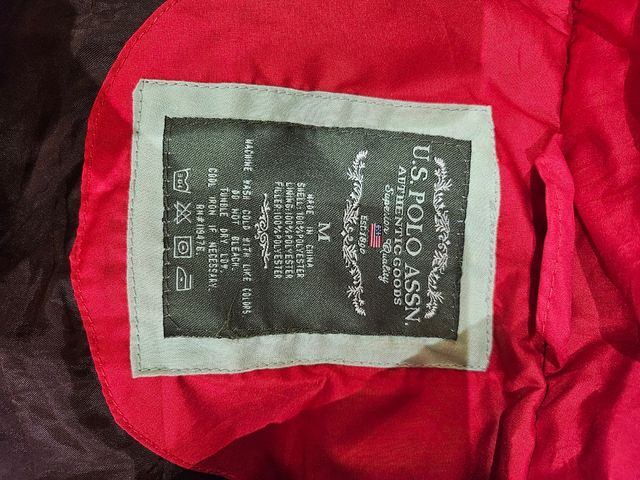 U.S. POLO ASSN.
AUTHENTIC GOODS
Superior Quality
EST. 1890
M
MADE IN CHINA
SHELL:100%POLYESTER
LINING:100%POLYESTER
FILLER:100%POLYESTER
MACHINE WASH COLD WITH LIKE COLORS
DO NOT BLEACH.
TUMBLE DRY LOW
COOL IRON IF NECESSARY.